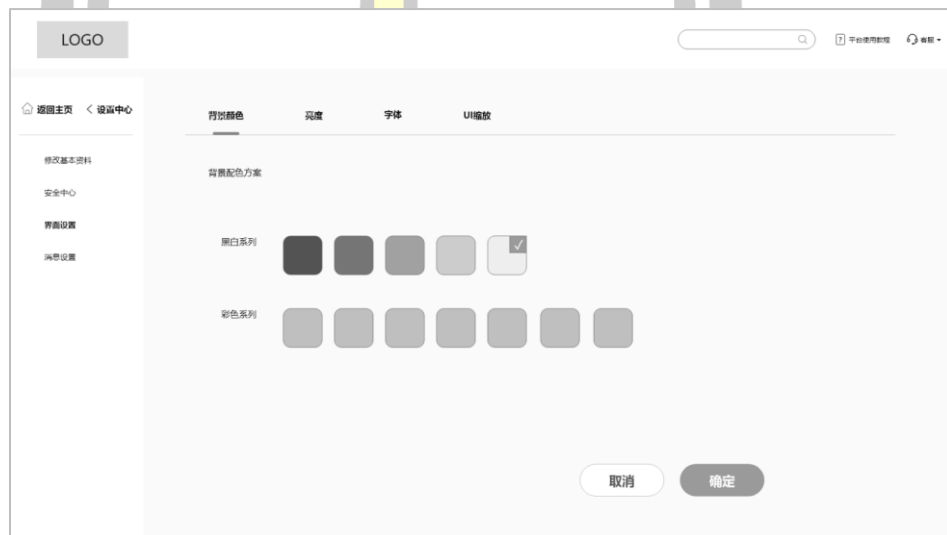 LOGO
平台使用教程 客服
返回主页 设置中心
背景颜色 亮度 字体 UI缩放
修改基本资料
安全中心
界面设置
消息设置
背景配色方案
黑白系列
彩色系列
取消 确定